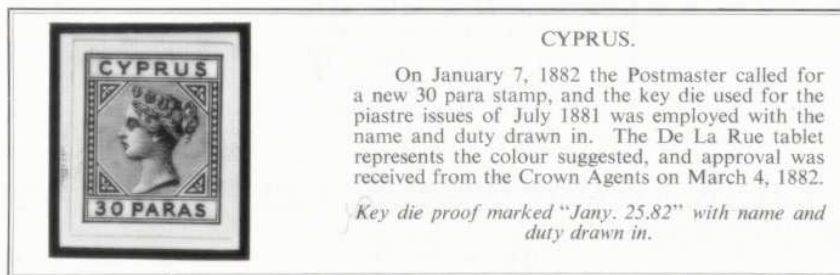 CYPRUS
30 PARAS
CYPRUS.
On January 7, 1882 the Postmaster called for
a new 30 para stamp, and the key die used for the
piastre issues of July 1881 was employed with the
name and duty drawn in. The De La Rue tablet
represents the colour suggested, and approval was
received from the Crown Agents on March 4, 1882.
Key die proof marked “Jany. 25.82” with name and
duty drawn in.